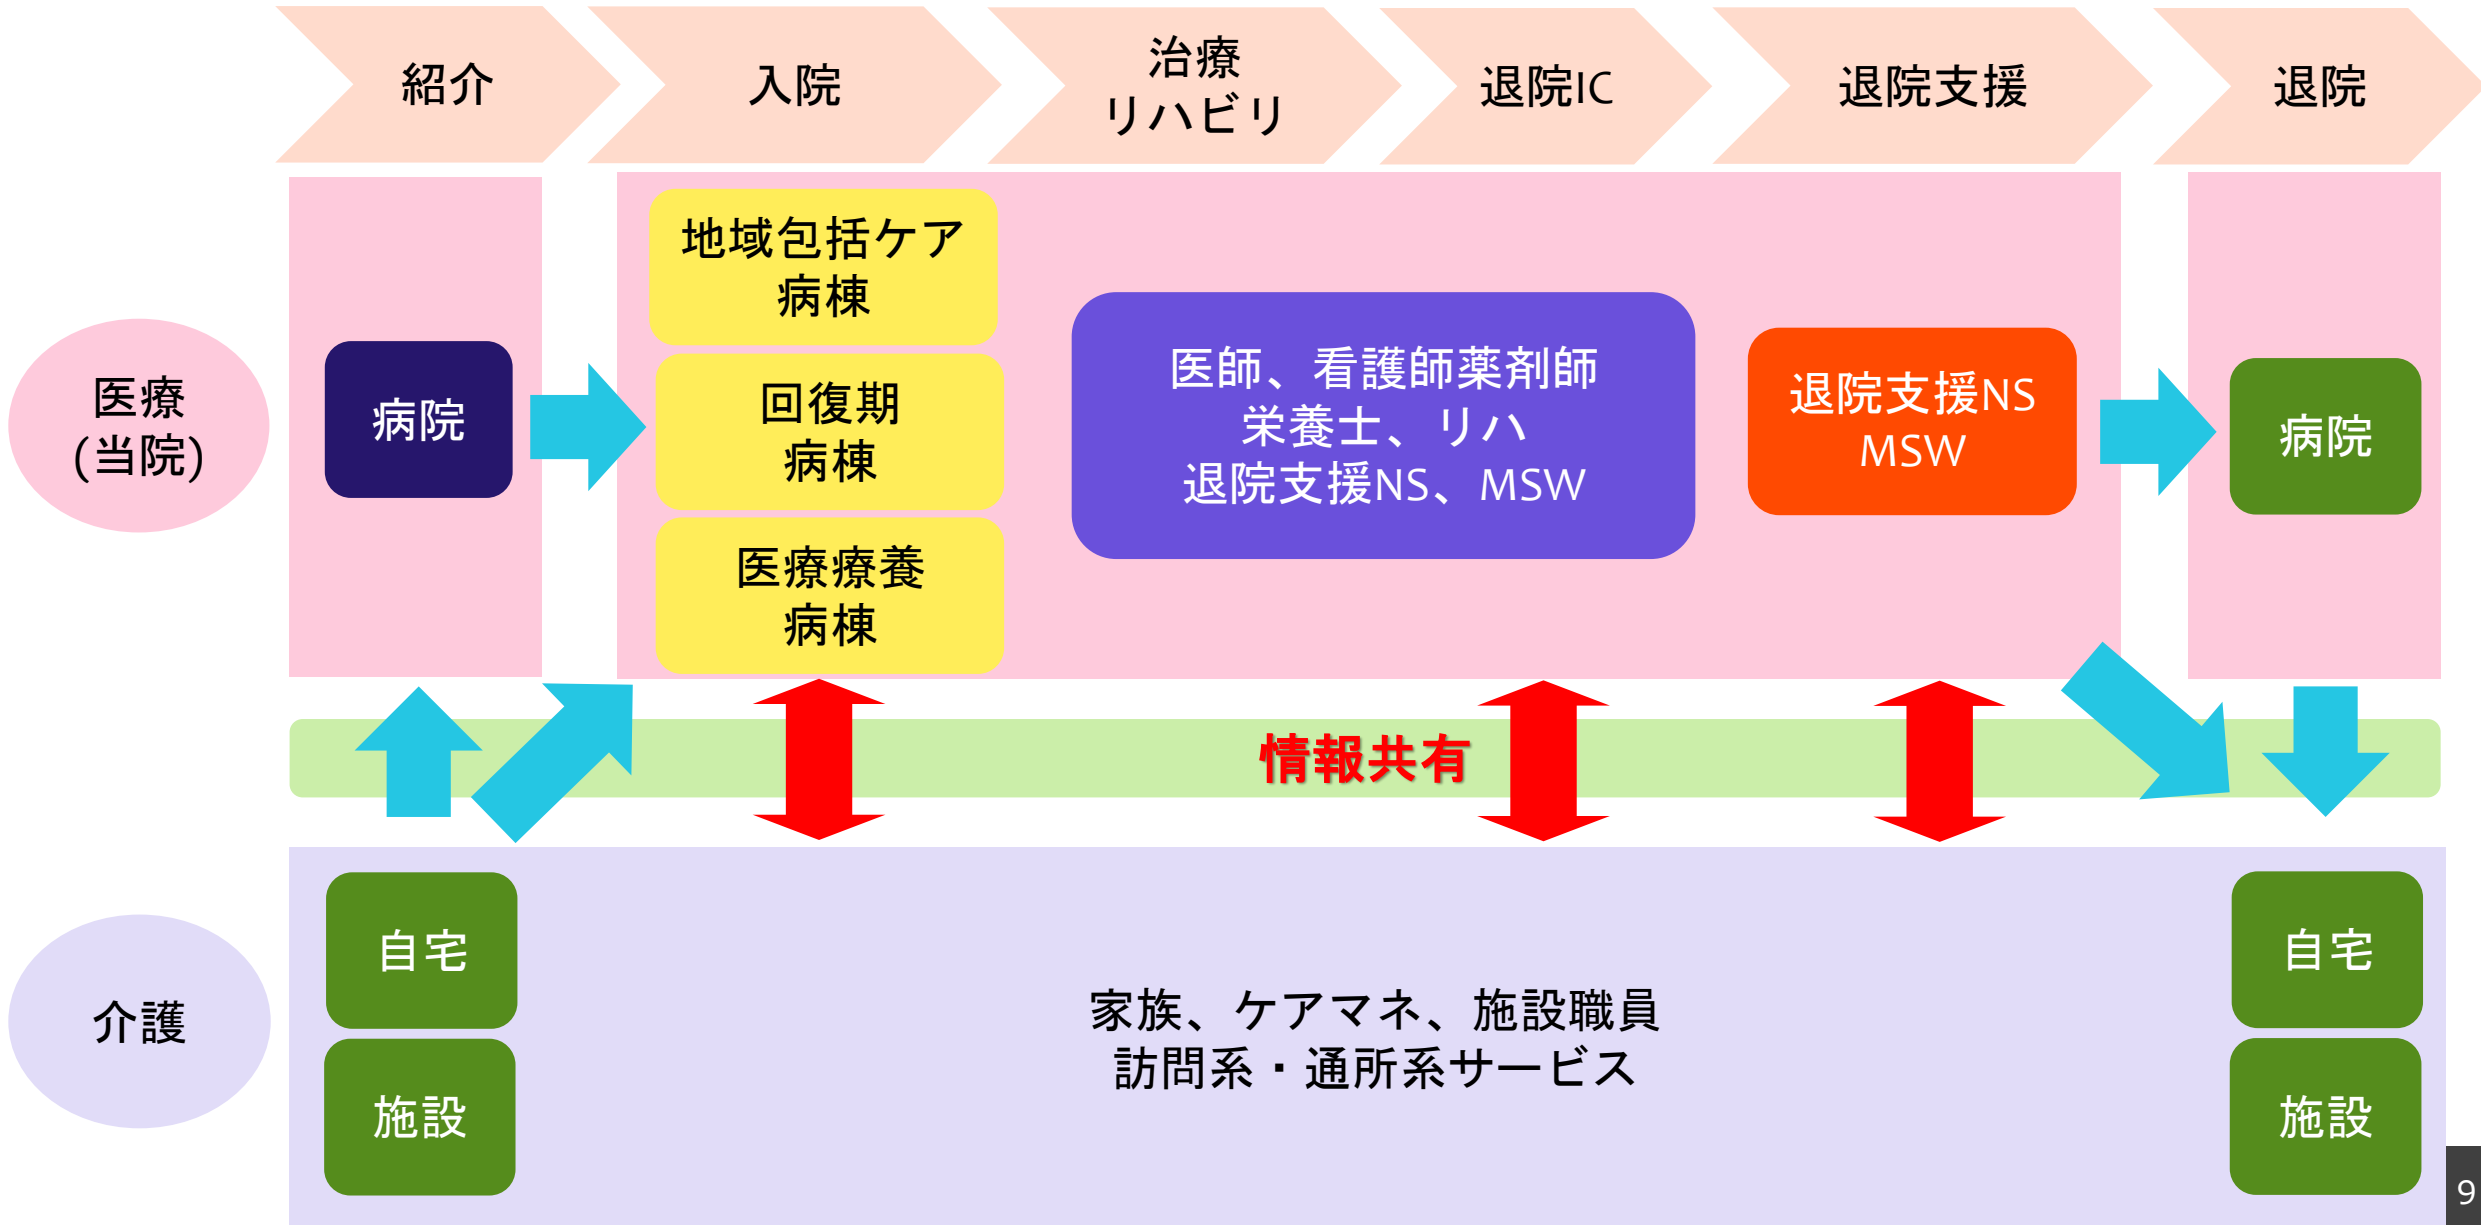 紹介
入院
治療
リハビリ
退院IC
退院支援
退院
医療
(当院)
病院
地域包括ケア
病棟
回復期
病棟
医療療養
病棟
医師、看護師薬剤師
栄養士、リハ
退院支援NS、MSW
退院支援NS
MSW
病院
情報共有
介護
自宅
施設
家族、ケアマネ、施設職員
訪問系・通所系サービス
自宅
施設
9